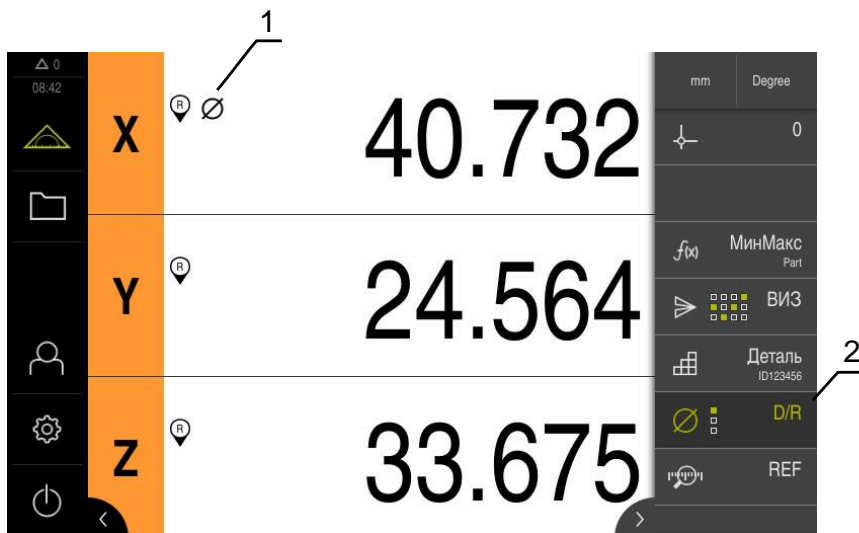 1
0
08:42
X
R
40.732
mm
Degree
0
Y
R
24.564
f(x)
МинМакс
Part
ВИЗ
Деталь
ID123456
2
D/R
Z
R
33.675
REF